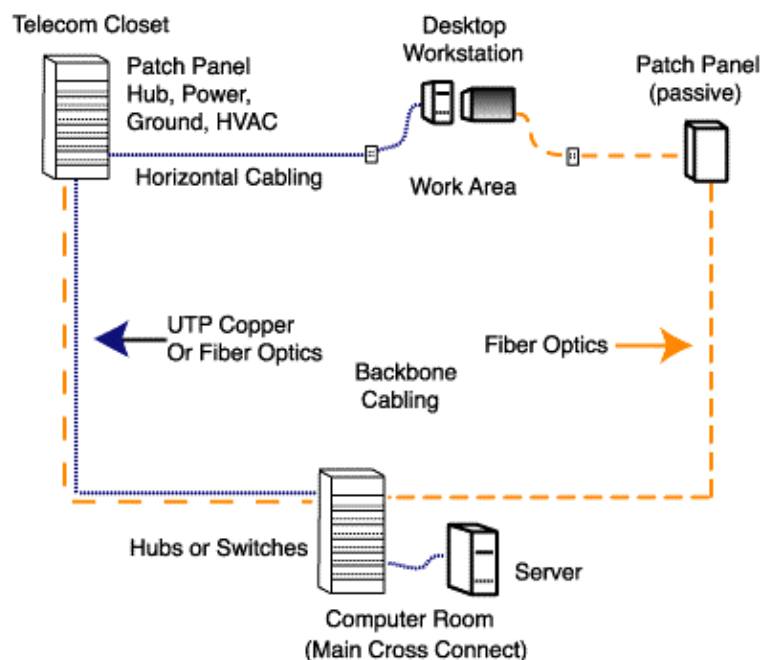 Telecom Closet
Patch Panel
Hub, Power,
Ground, HVAC
Horizontal Cabling
Desktop
Workstation
Work Area
Patch Panel
(passive)
UTP Copper
Or Fiber Optics
Fiber Optics
Backbone
Cabling
Hubs or Switches
Server
Computer Room
(Main Cross Connect)